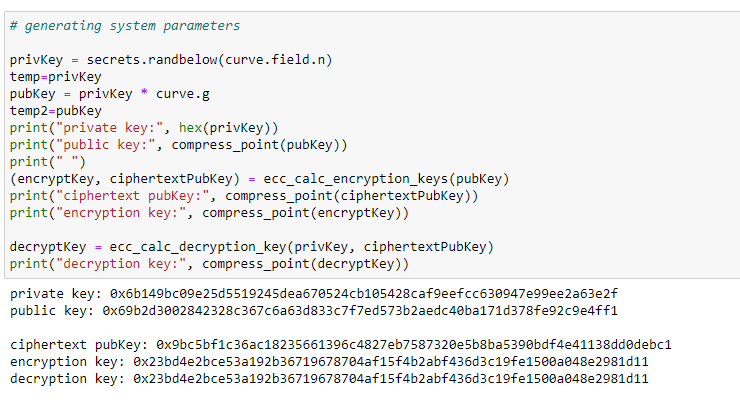 # generating system parameters
privKey = secrets.randbelow(curve.field.n)
temp=privKey
pubKey = privKey * curve.g
temp2=pubKey
print("private key:", hex(privKey))
print("public key:", compress_point(pubKey))
print(" ")
(encryptKey, ciphertextPubKey) = ecc_calc_encryption_keys(pubKey)
print("ciphertext pubKey:", compress_point(ciphertextPubKey))
print("encryption key:", compress_point(encryptKey))
decryptKey = ecc_calc_decryption_key(privKey, ciphertextPubKey)
print("decryption key:", compress_point(decryptKey))
private key: 0x6b149bc09e25d5519245dea670524cb105428caf9eefcc630947e99ee2a63e2f
public key: 0x69b2d3002842328c367c6a63d833c7f7ed573b2aedc40ba171d378fe92c9e4ff1
ciphertext pubKey: 0x9bc5bf1c36ac18235661396c4827eb7587320e5b8ba5390bdf4e41138dd0debc1
encryption key: 0x23bd4e2bce53a192b36719678704af15f4b2abf436d3c19fe1500a048e2981d11
decryption key: 0x23bd4e2bce53a192b36719678704af15f4b2abf436d3c19fe1500a048e2981d11